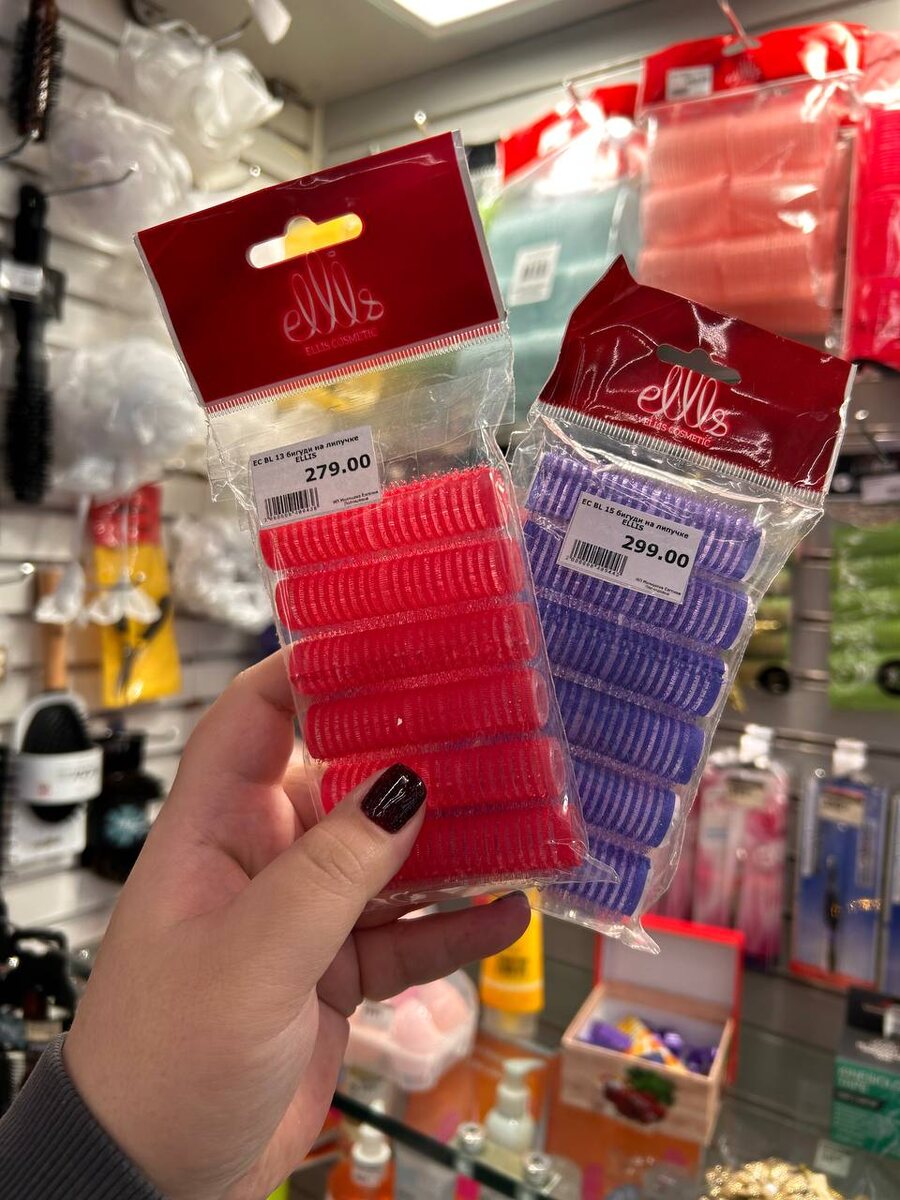 ellis
ELLIS COSMETIC
EC BL 13 бигуди на липучке
ELLIS
279.00
ellis
ELLIS COSMETIC
EC BL 15 бигуди на липучке
ELLIS
299.00